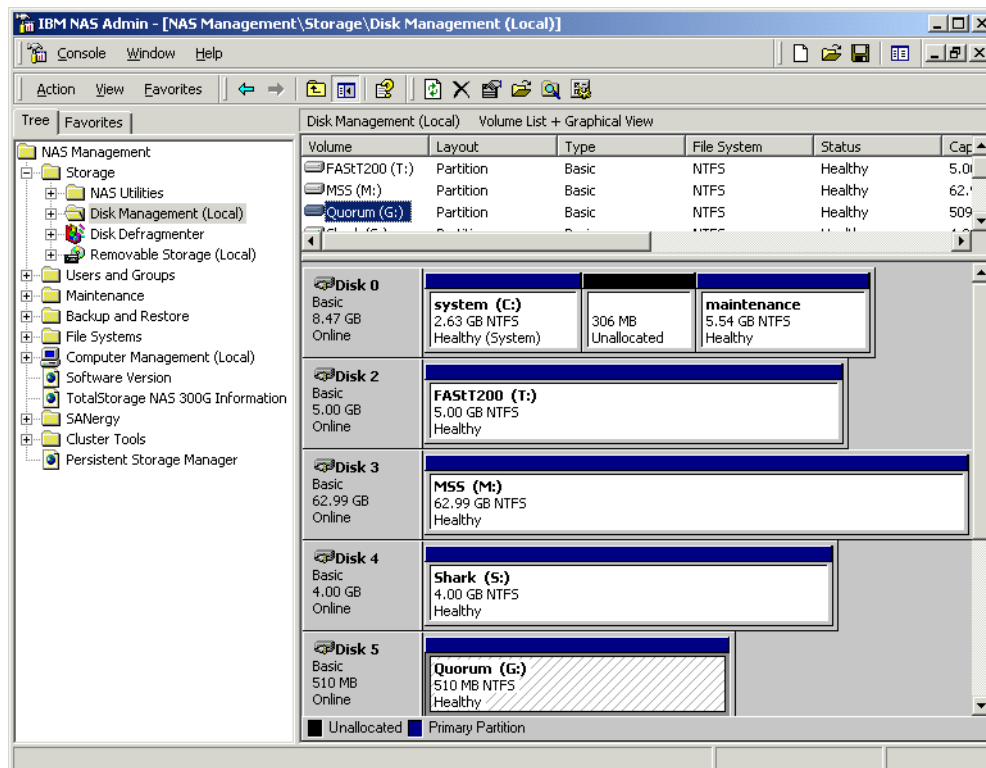 IBM NAS Admin - [NAS Management\Storage\Disk Management (Local)]
Console Window Help
Action View Favorites
Tree Favorites
Disk Management (Local) Volume List + Graphical View
NAS Management
Storage
NAS Utilities
Disk Management (Local)
Disk Defragmenter
Removable Storage (Local)
Users and Groups
Maintenance
Backup and Restore
File Systems
Computer Management (Local)
Software Version
TotalStorage NAS 300G Information
SANergy
Cluster Tools
Persistent Storage Manager
Volume Layout Type File System Status Cap
FAStT200 (T:) Partition Basic NTFS Healthy 5.0
MSS (M:) Partition Basic NTFS Healthy 62.
Quorum (G:) Partition Basic NTFS Healthy 509
Disk 0
Basic
8.47 GB
Online
system (C:)
2.63 GB NTFS
Healthy (System)
306 MB
Unallocated
maintenance
5.54 GB NTFS
Healthy
Disk 2
Basic
5.00 GB
Online
FAStT200 (T:)
5.00 GB NTFS
Healthy
Disk 3
Basic
62.99 GB
Online
MSS (M:)
62.99 GB NTFS
Healthy
Disk 4
Basic
4.00 GB
Online
Shark (S:)
4.00 GB NTFS
Healthy
Disk 5
Basic
510 MB
Online
Quorum (G:)
510 MB NTFS
Healthy
Unallocated Primary Partition